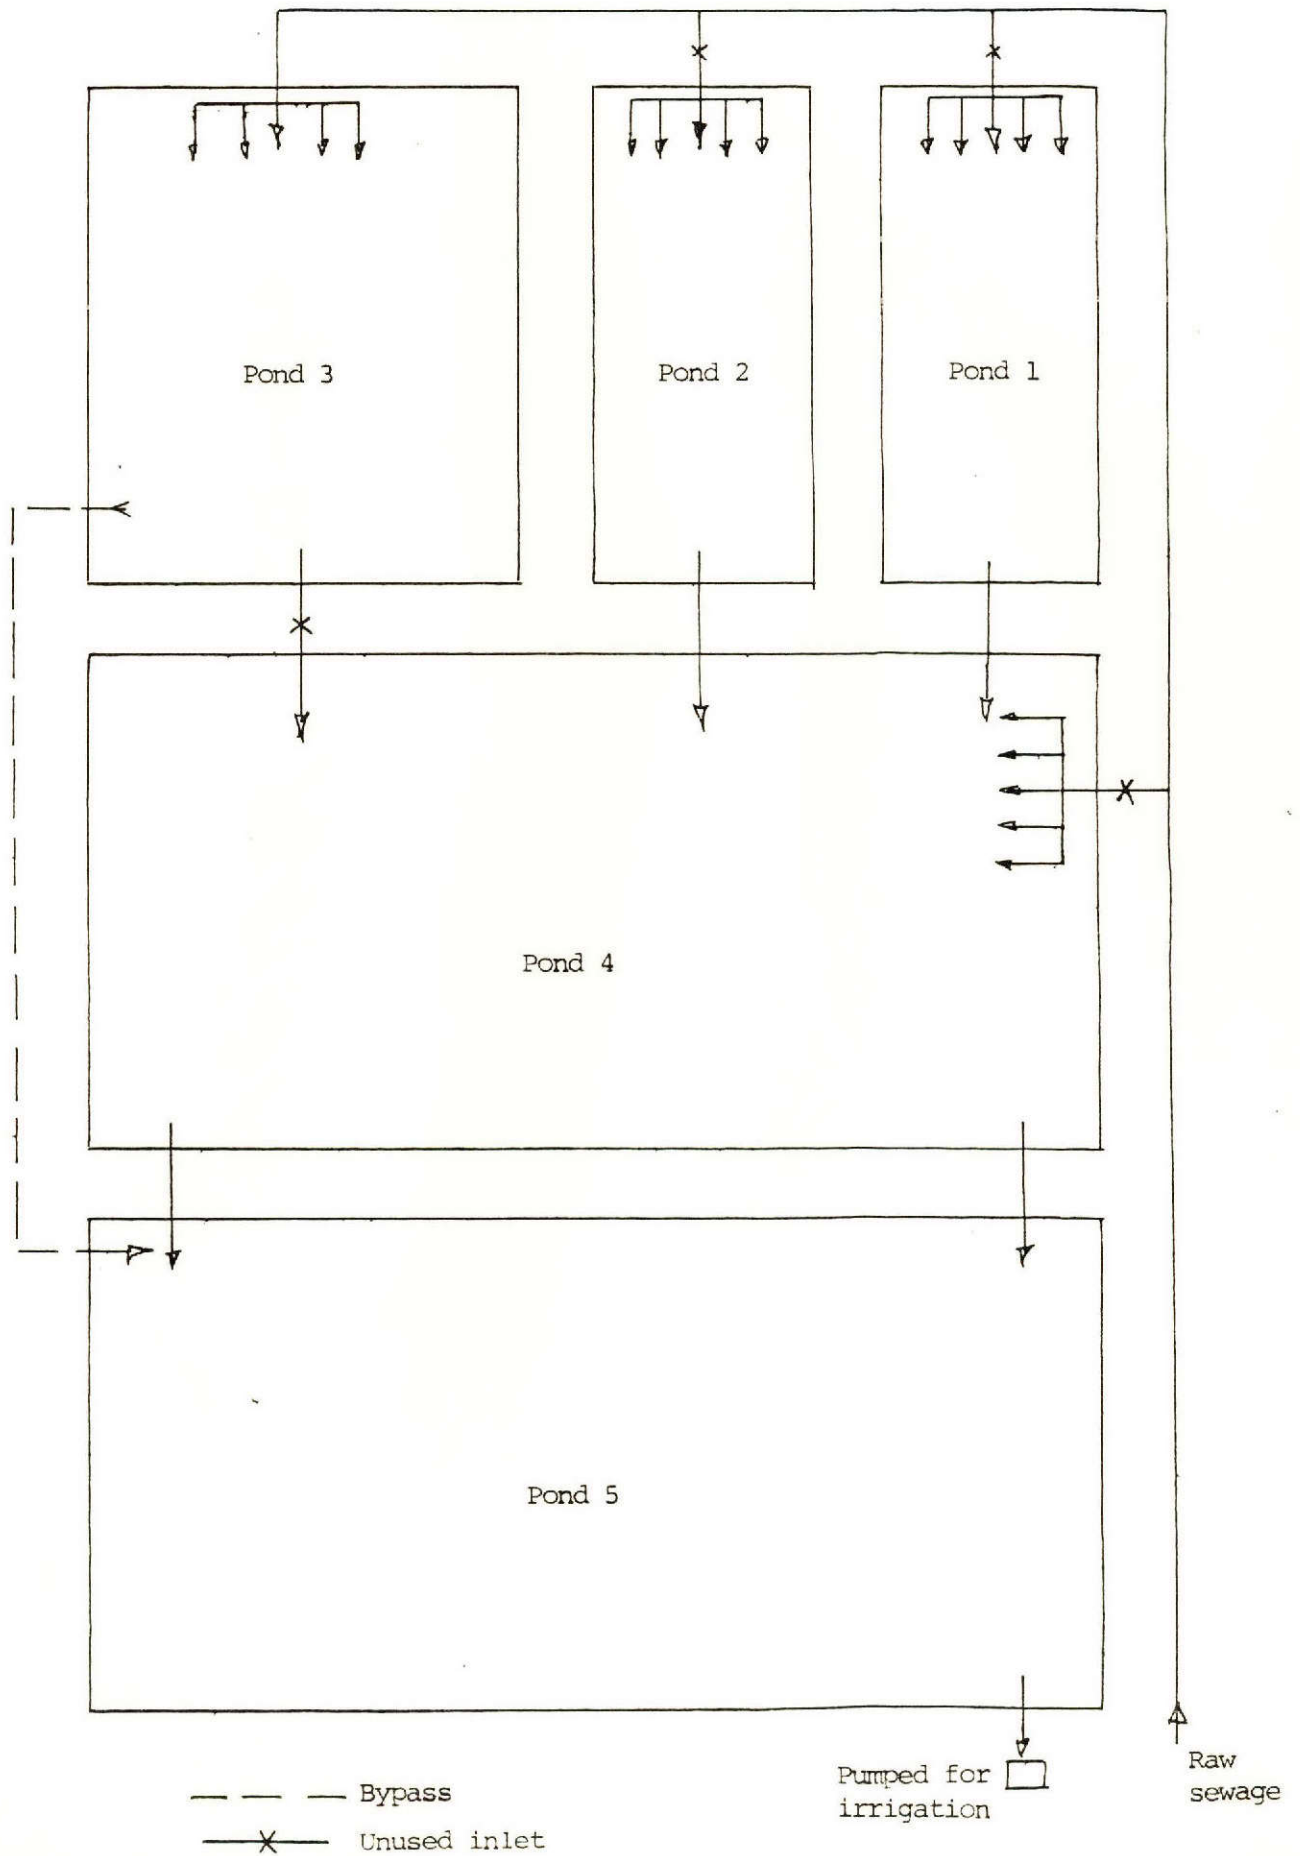 Pond 3
Pond 2
Pond 1
Pond 4
Pond 5
Pumped for
irrigation
Raw
sewage
Bypass
Unused inlet